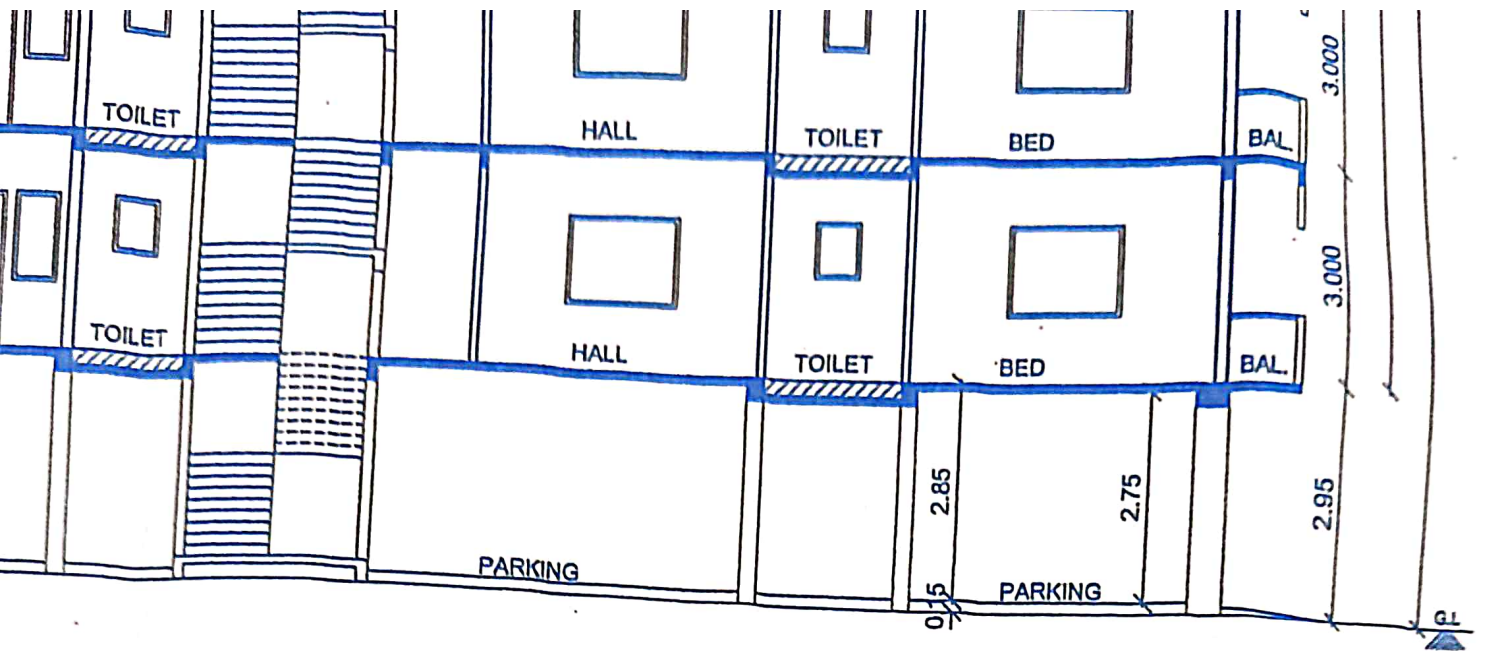 3.000
TOILET
HALL
TOILET
BED
BAL.
3.000
TOILET
HALL
TOILET
BED
BAL.
2.85
2.75
2.95
PARKING
PARKING
0.15
G.L